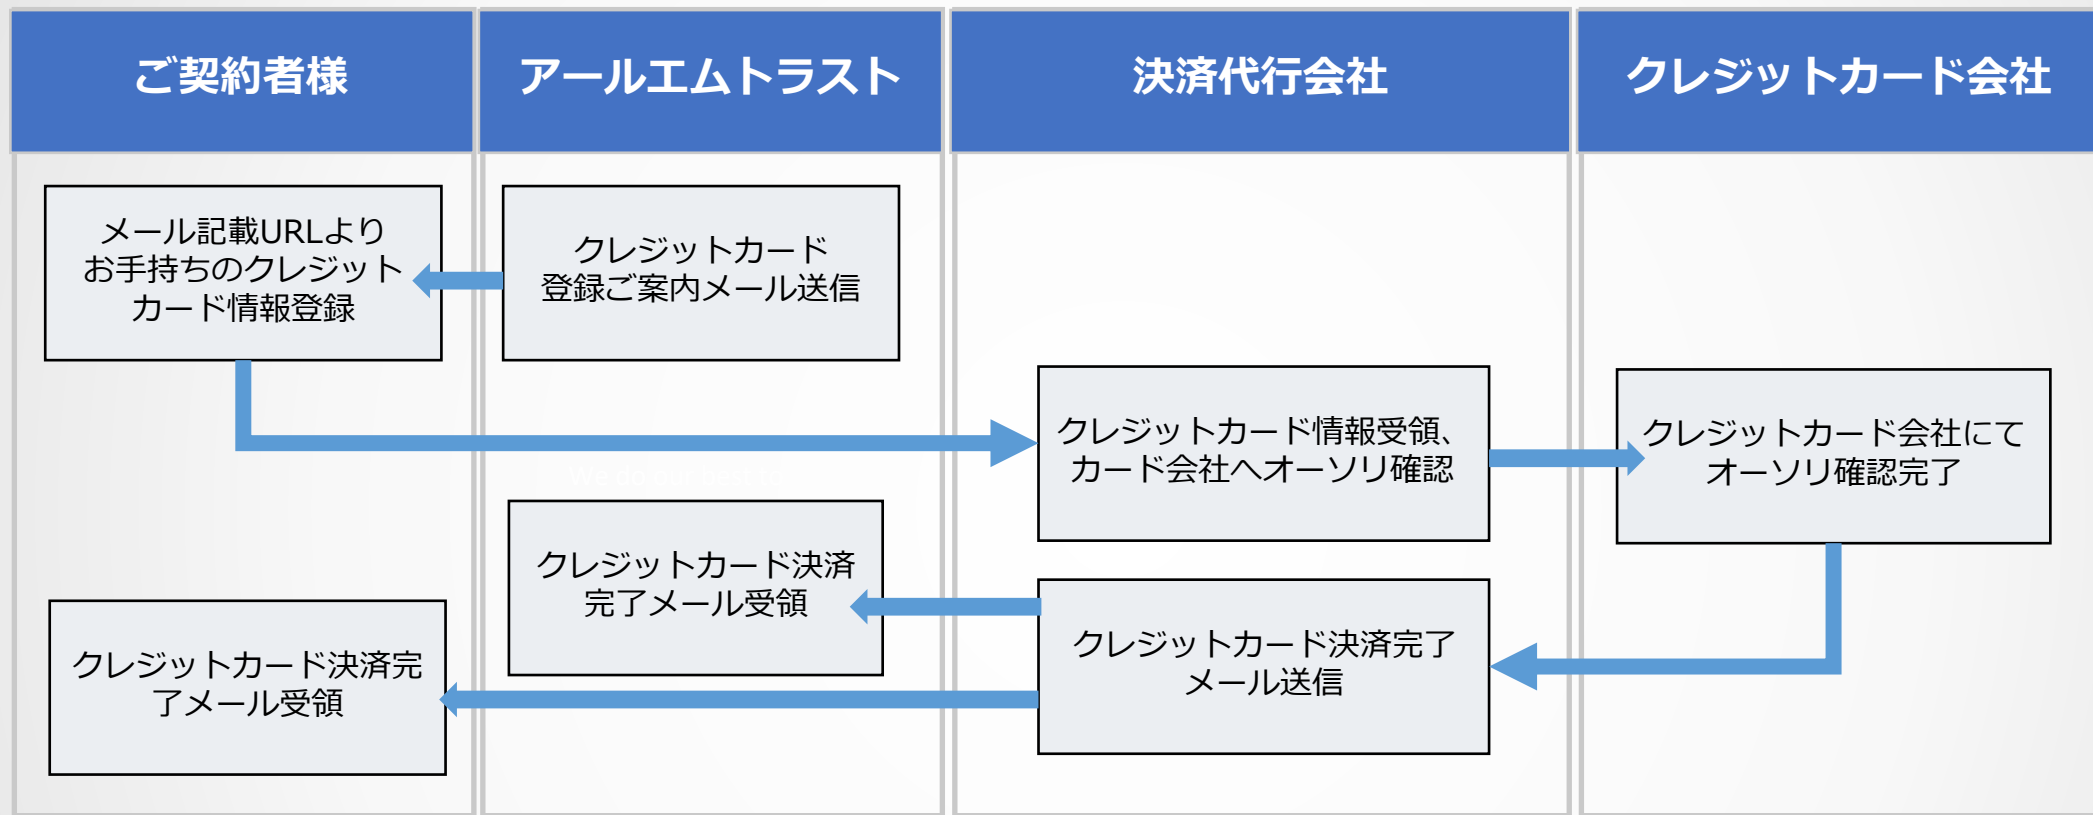 ご契約者様
アールエムトラスト
決済代行会社
クレジットカード会社
メール記載URLより
お手持ちのクレジット
カード情報登録
クレジットカード
登録ご案内メール送信
クレジットカード情報受領、
カード会社へオーソリ確認
クレジットカード会社にて
オーソリ確認完了
We do
クレジットカード決済
完了メール受領
クレジットカード決済完了
メール送信
クレジットカード決済完
了メール受領